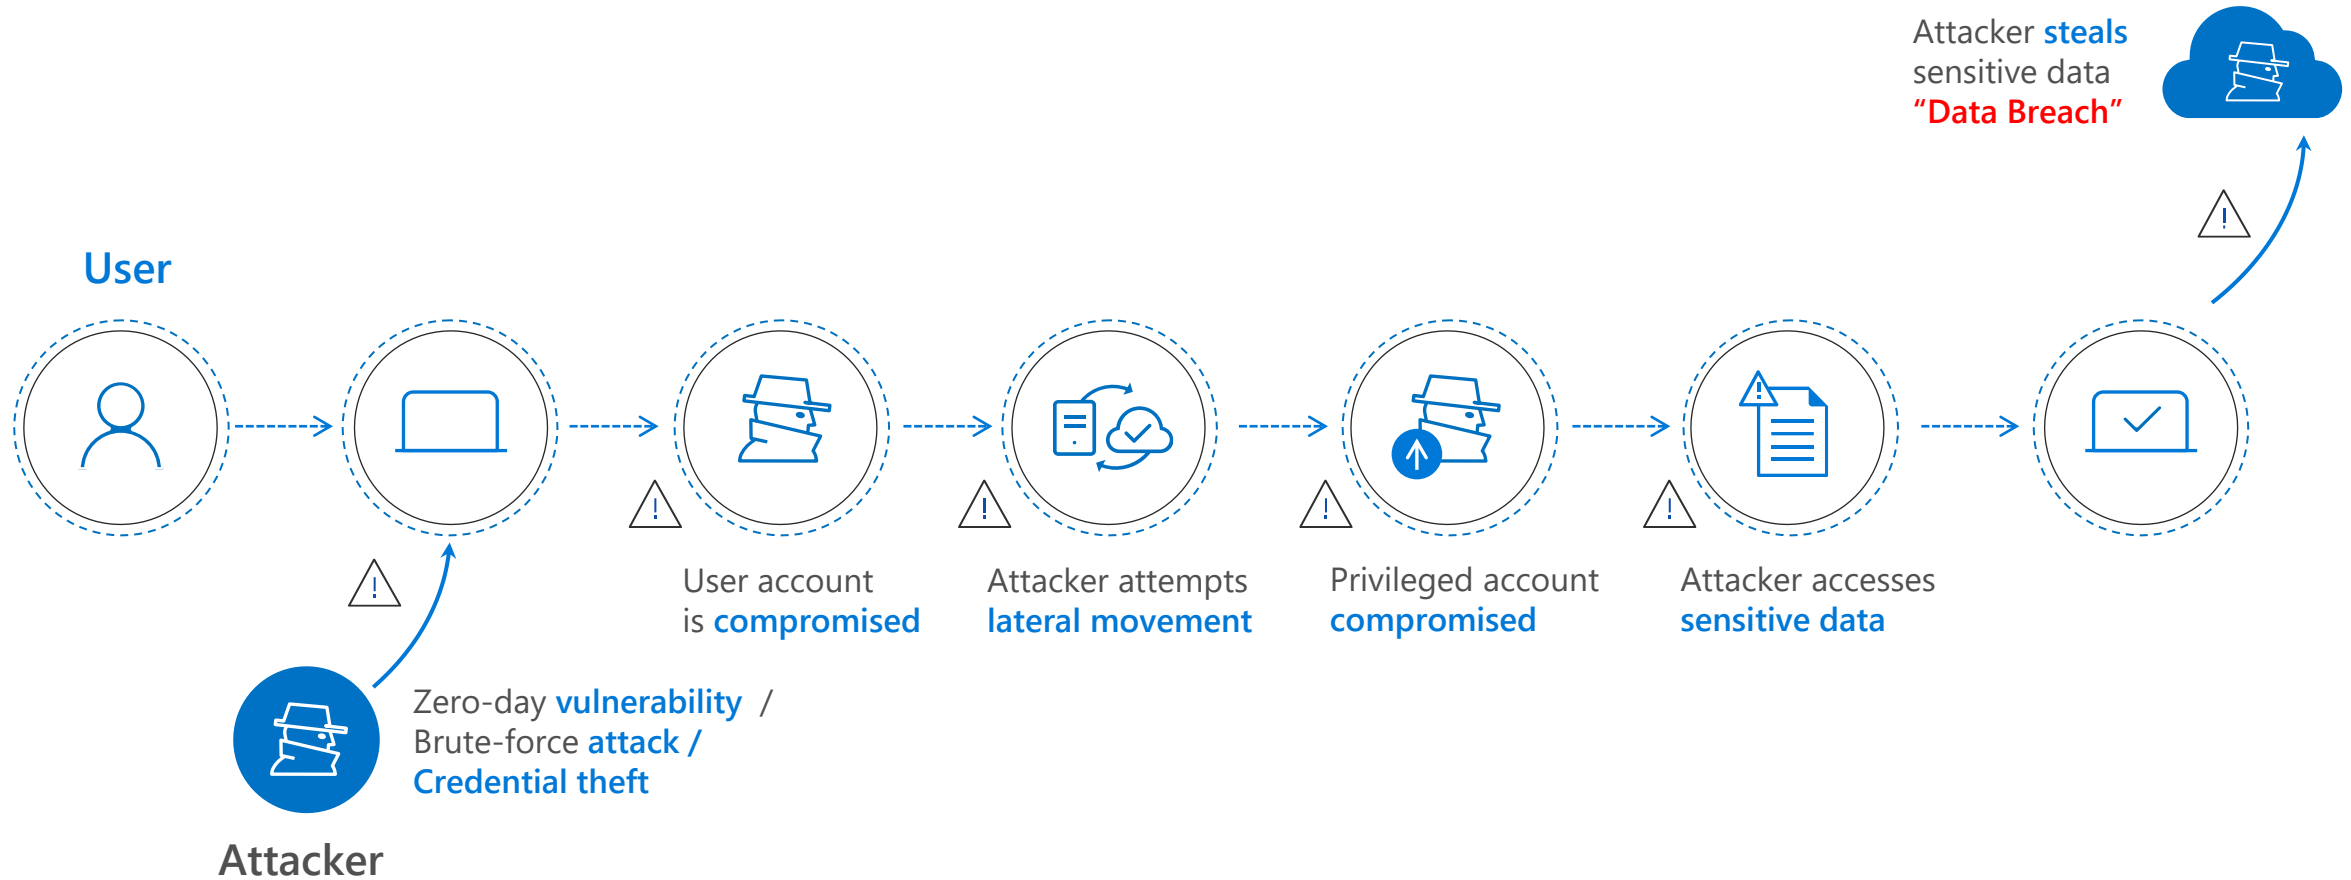 Attacker steals
sensitive data
“Data Breach”
User
User account
is compromised
Attacker attempts
lateral movement
Privileged account
compromised
Attacker accesses
sensitive data
Zero-day vulnerability /
Brute-force attack /
Credential theft
Attacker